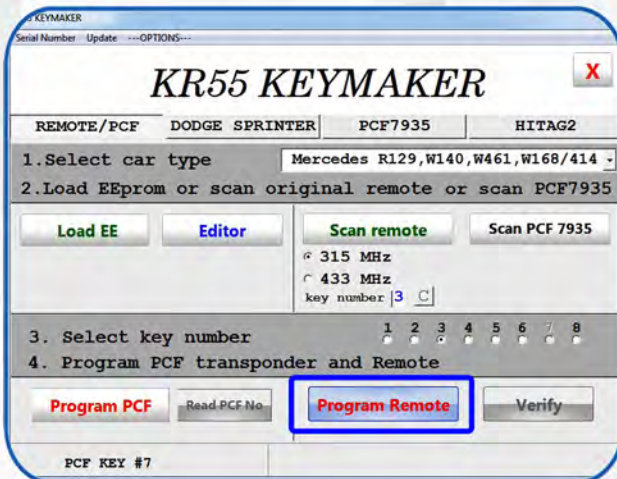 KEYMAKER
Serial Number Update ---OPTIONS---
KR55 KEYMAKER
X
REMOTE/PCF DODGE SPRINTER PCF7935 HITAG2
1.Select car type Mercedes R129,W140,W461,W168/414
2.Load EEprom or scan original remote or scan PCF7935
Load EE Editor Scan remote Scan PCF 7935
315 MHz
433 MHz
key number 3 C
3. Select key number 1 2 3 4 5 6 7 8
4. Program PCF transponder and Remote
Program PCF Read PCF No Program Remote Verify
PCF KEY #7